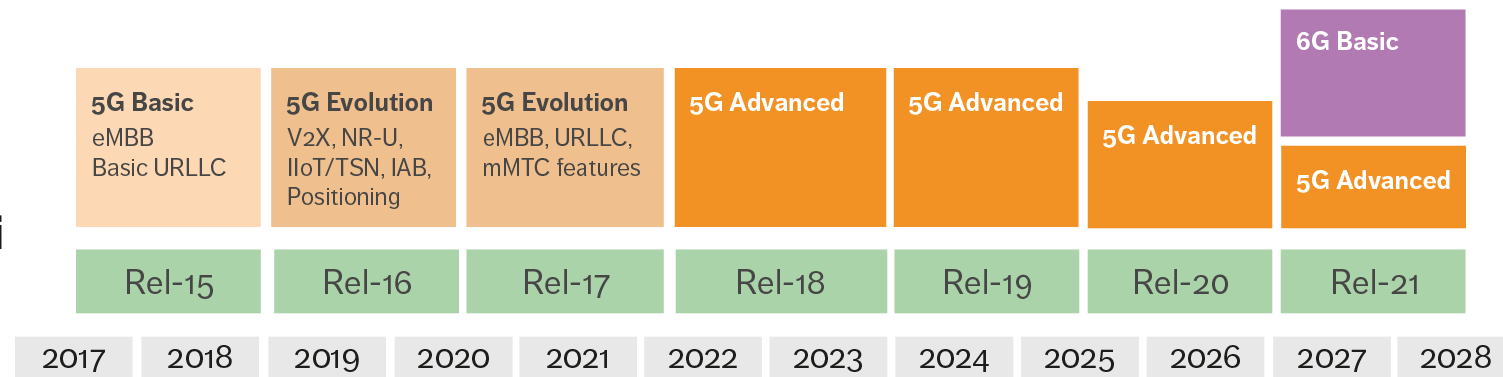 6G Basic
5G Basic
eMBB
Basic URLLC
5G Evolution
V2X, NR-U,
IIoT/TSN, IAB,
Positioning
5G Evolution
eMBB, URLLC,
mMTC features
5G Advanced
5G Advanced
5G Advanced
5G Advanced
Rel-15 Rel-16 Rel-17 Rel-18 Rel-19 Rel-20 Rel-21
2017 2018 2019 2020 2021 2022 2023 2024 2025 2026 2027 2028